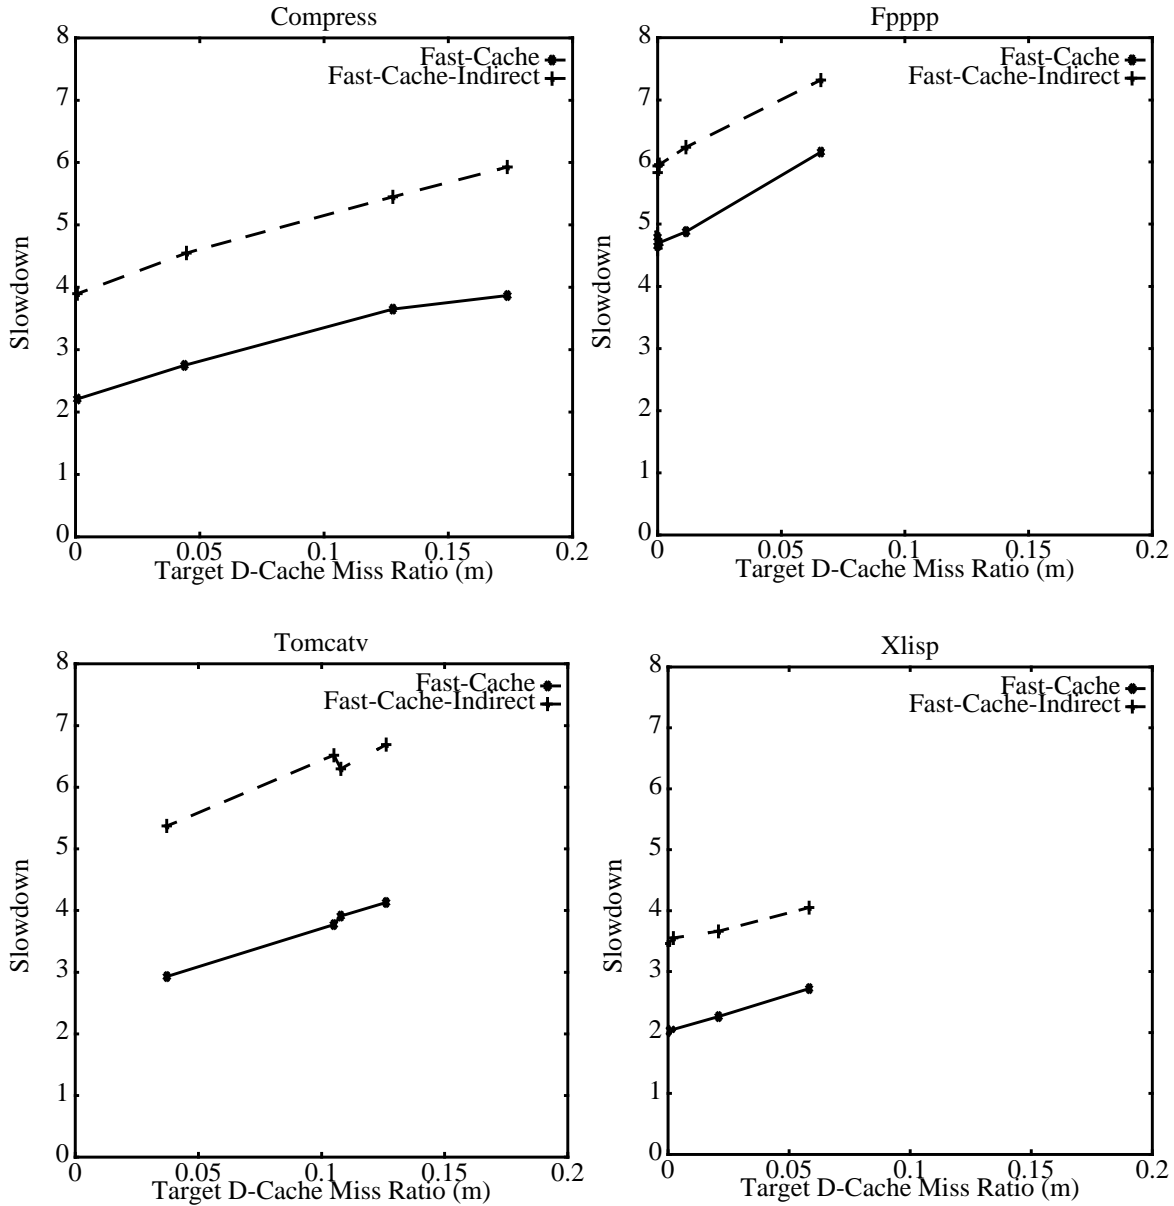 Compress
8
7
6
5
4
3
2
1
0
Slowdown
Fast-Cache
Fast-Cache-Indirect
0 0.05 0.1 0.15 0.2
Target D-Cache Miss Ratio (m)
Fpppp
8
7
6
5
4
3
2
1
0
Slowdown
Fast-Cache
Fast-Cache-Indirect
0 0.05 0.1 0.15 0.2
Target D-Cache Miss Ratio (m)
Tomcatv
8
7
6
5
4
3
2
1
0
Slowdown
Fast-Cache
Fast-Cache-Indirect
0 0.05 0.1 0.15 0.2
Target D-Cache Miss Ratio (m)
Xlisp
8
7
6
5
4
3
2
1
0
Slowdown
Fast-Cache
Fast-Cache-Indirect
0 0.05 0.1 0.15 0.2
Target D-Cache Miss Ratio (m)